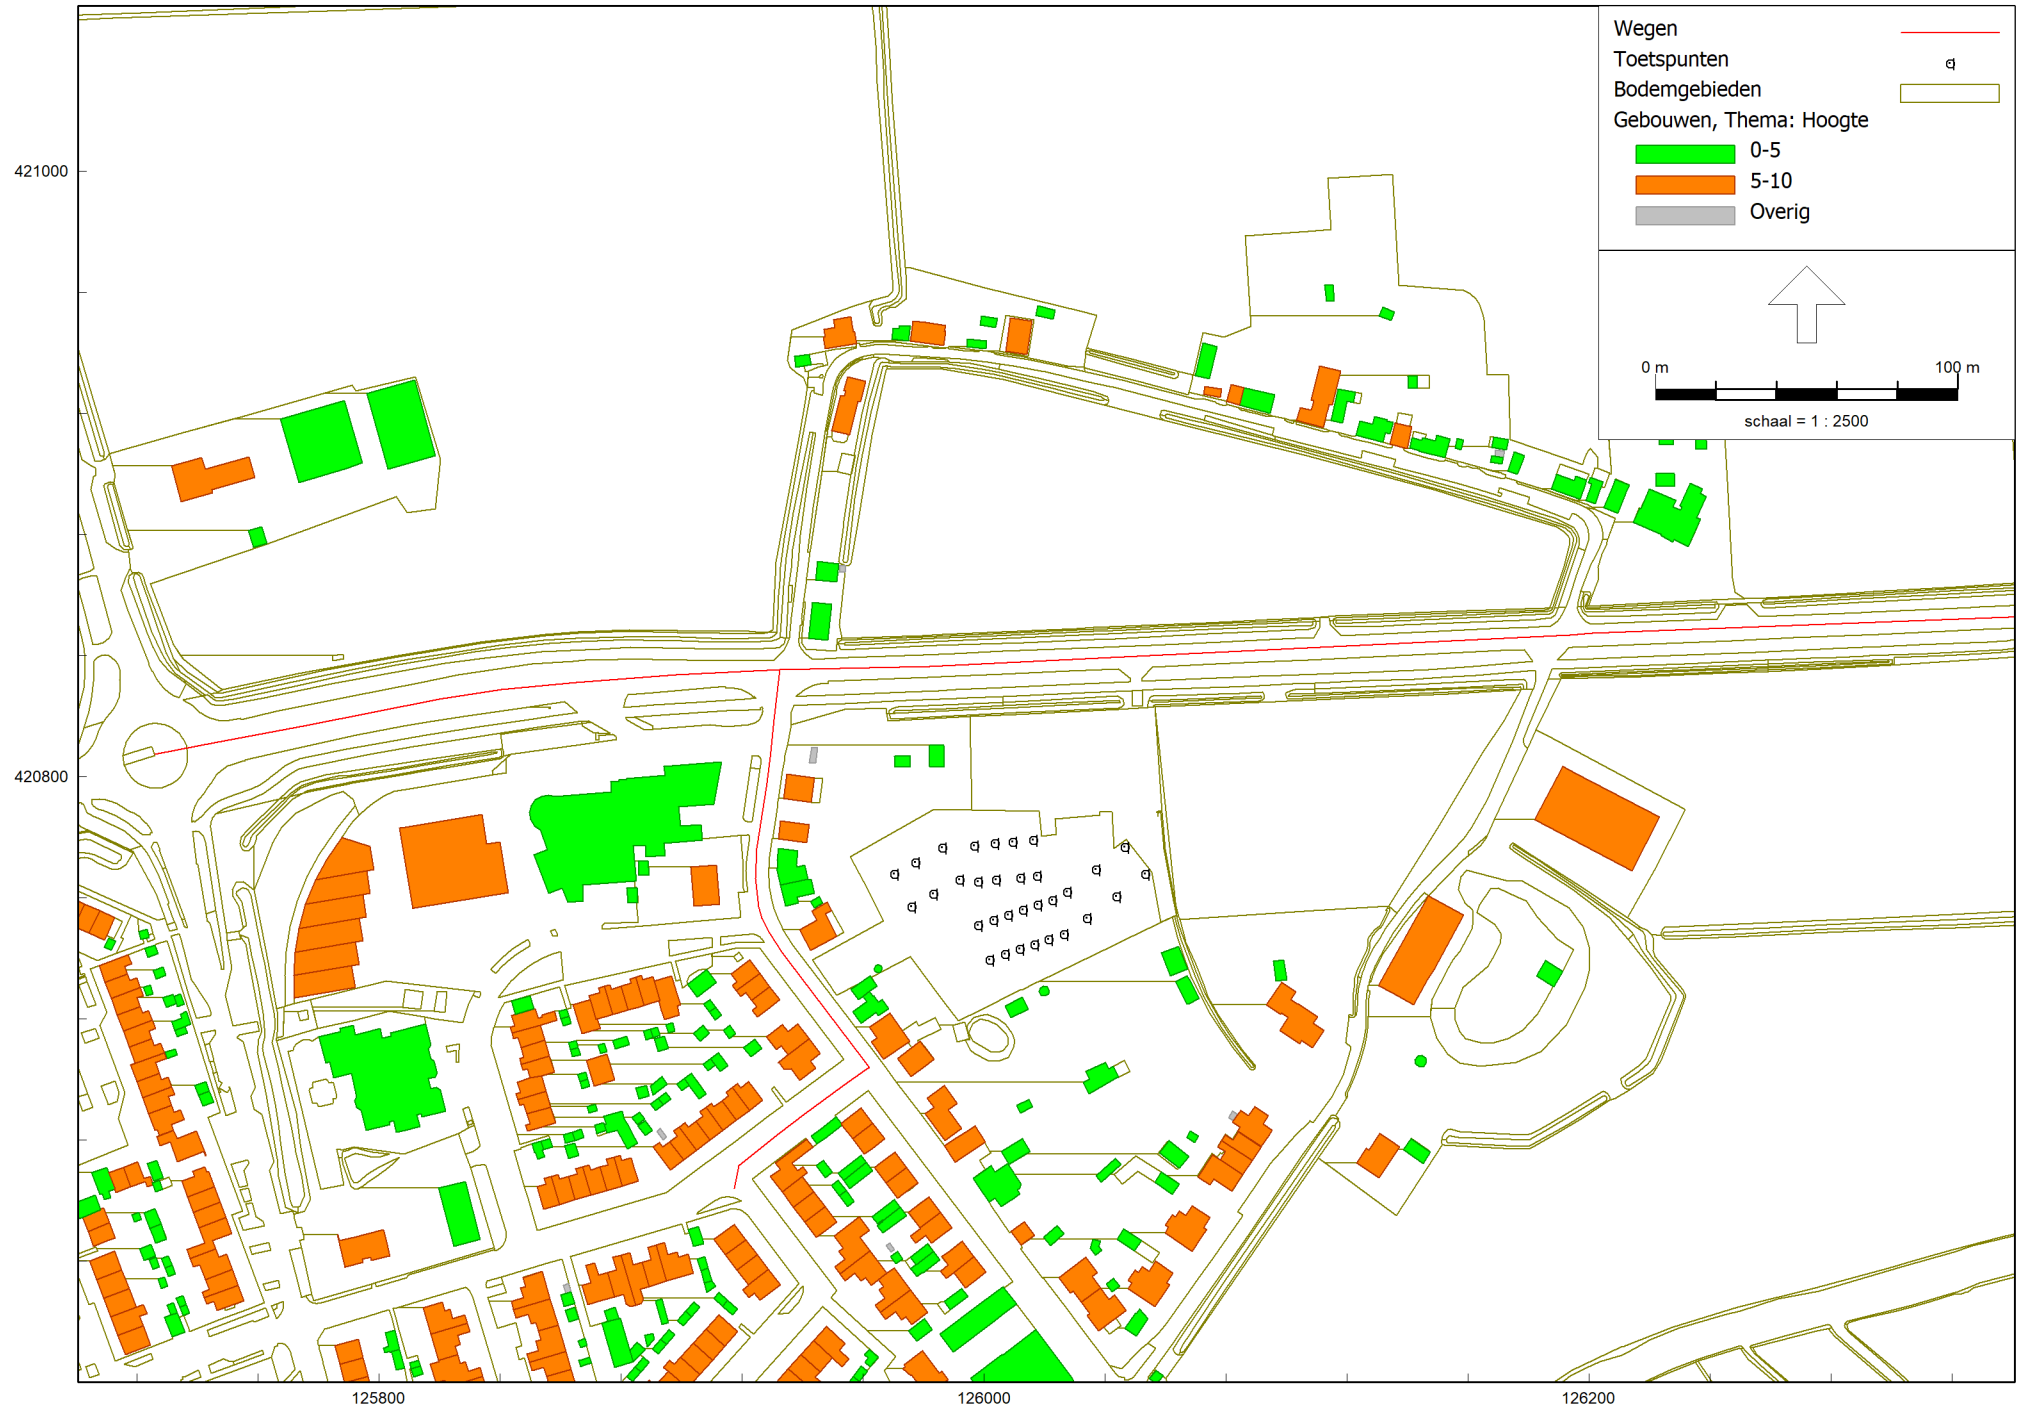 Wegen
Toetspunten
Bodemgebieden
Gebouwen, Thema: Hoogte
0-5
5-10
Overig
0 m 100 m
schaal = 1 : 2500
421000
420800
125800 126000 126200